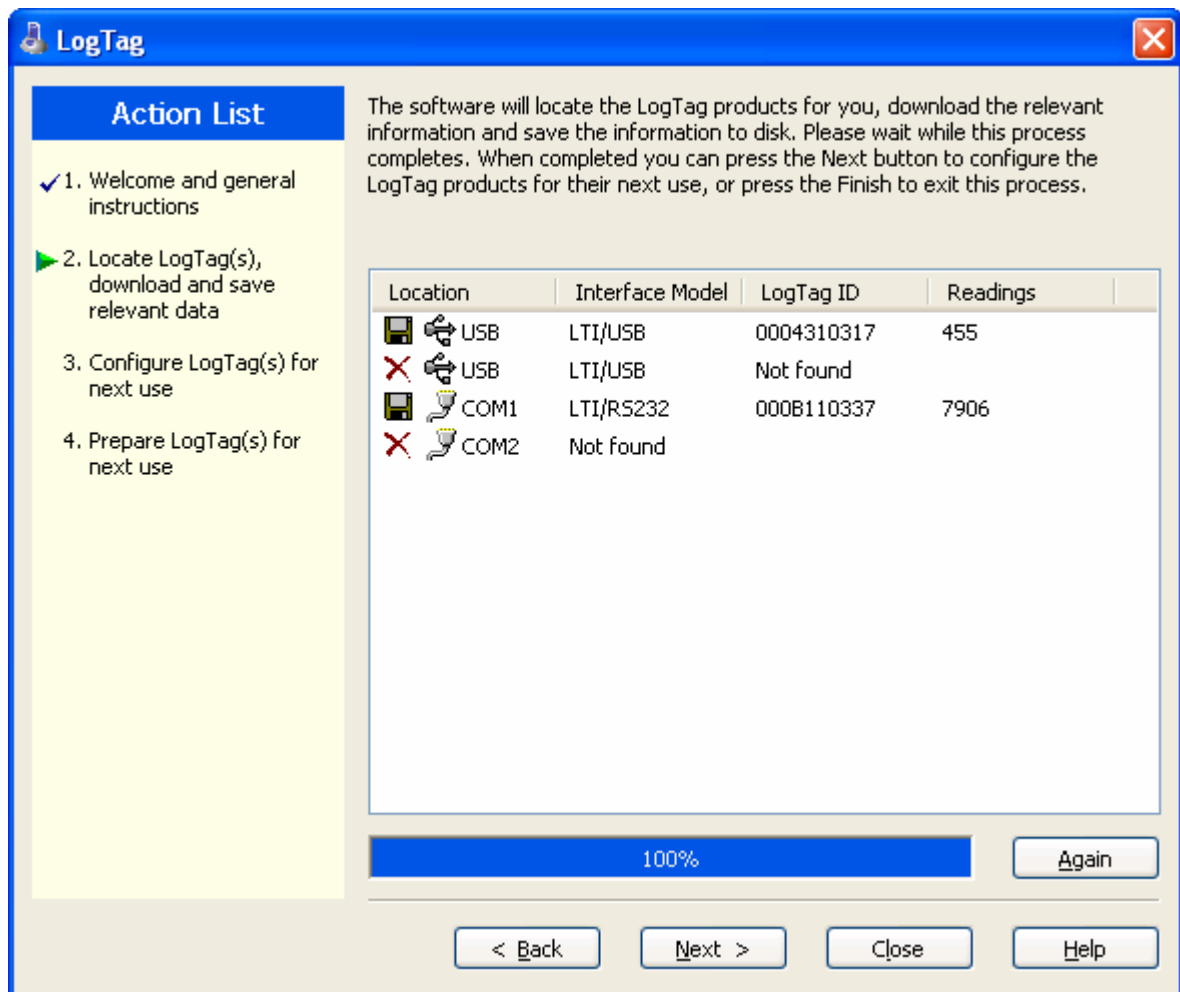 LogTag
Action List
1. Welcome and general
instructions
2. Locate LogTag(s),
download and save
relevant data
3. Configure LogTag(s) for
next use
4. Prepare LogTag(s) for
next use
The software will locate the LogTag products for you, download the relevant
information and save the information to disk. Please wait while this process
completes. When completed you can press the Next button to configure the
LogTag products for their next use, or press the Finish to exit this process.
Location Interface Model LogTag ID Readings
USB LTI/USB 0004310317 455
USB LTI/USB Not found
COM1 LTI/RS232 000B110337 7906
COM2 Not found
100% Again
< Back Next > Close Help